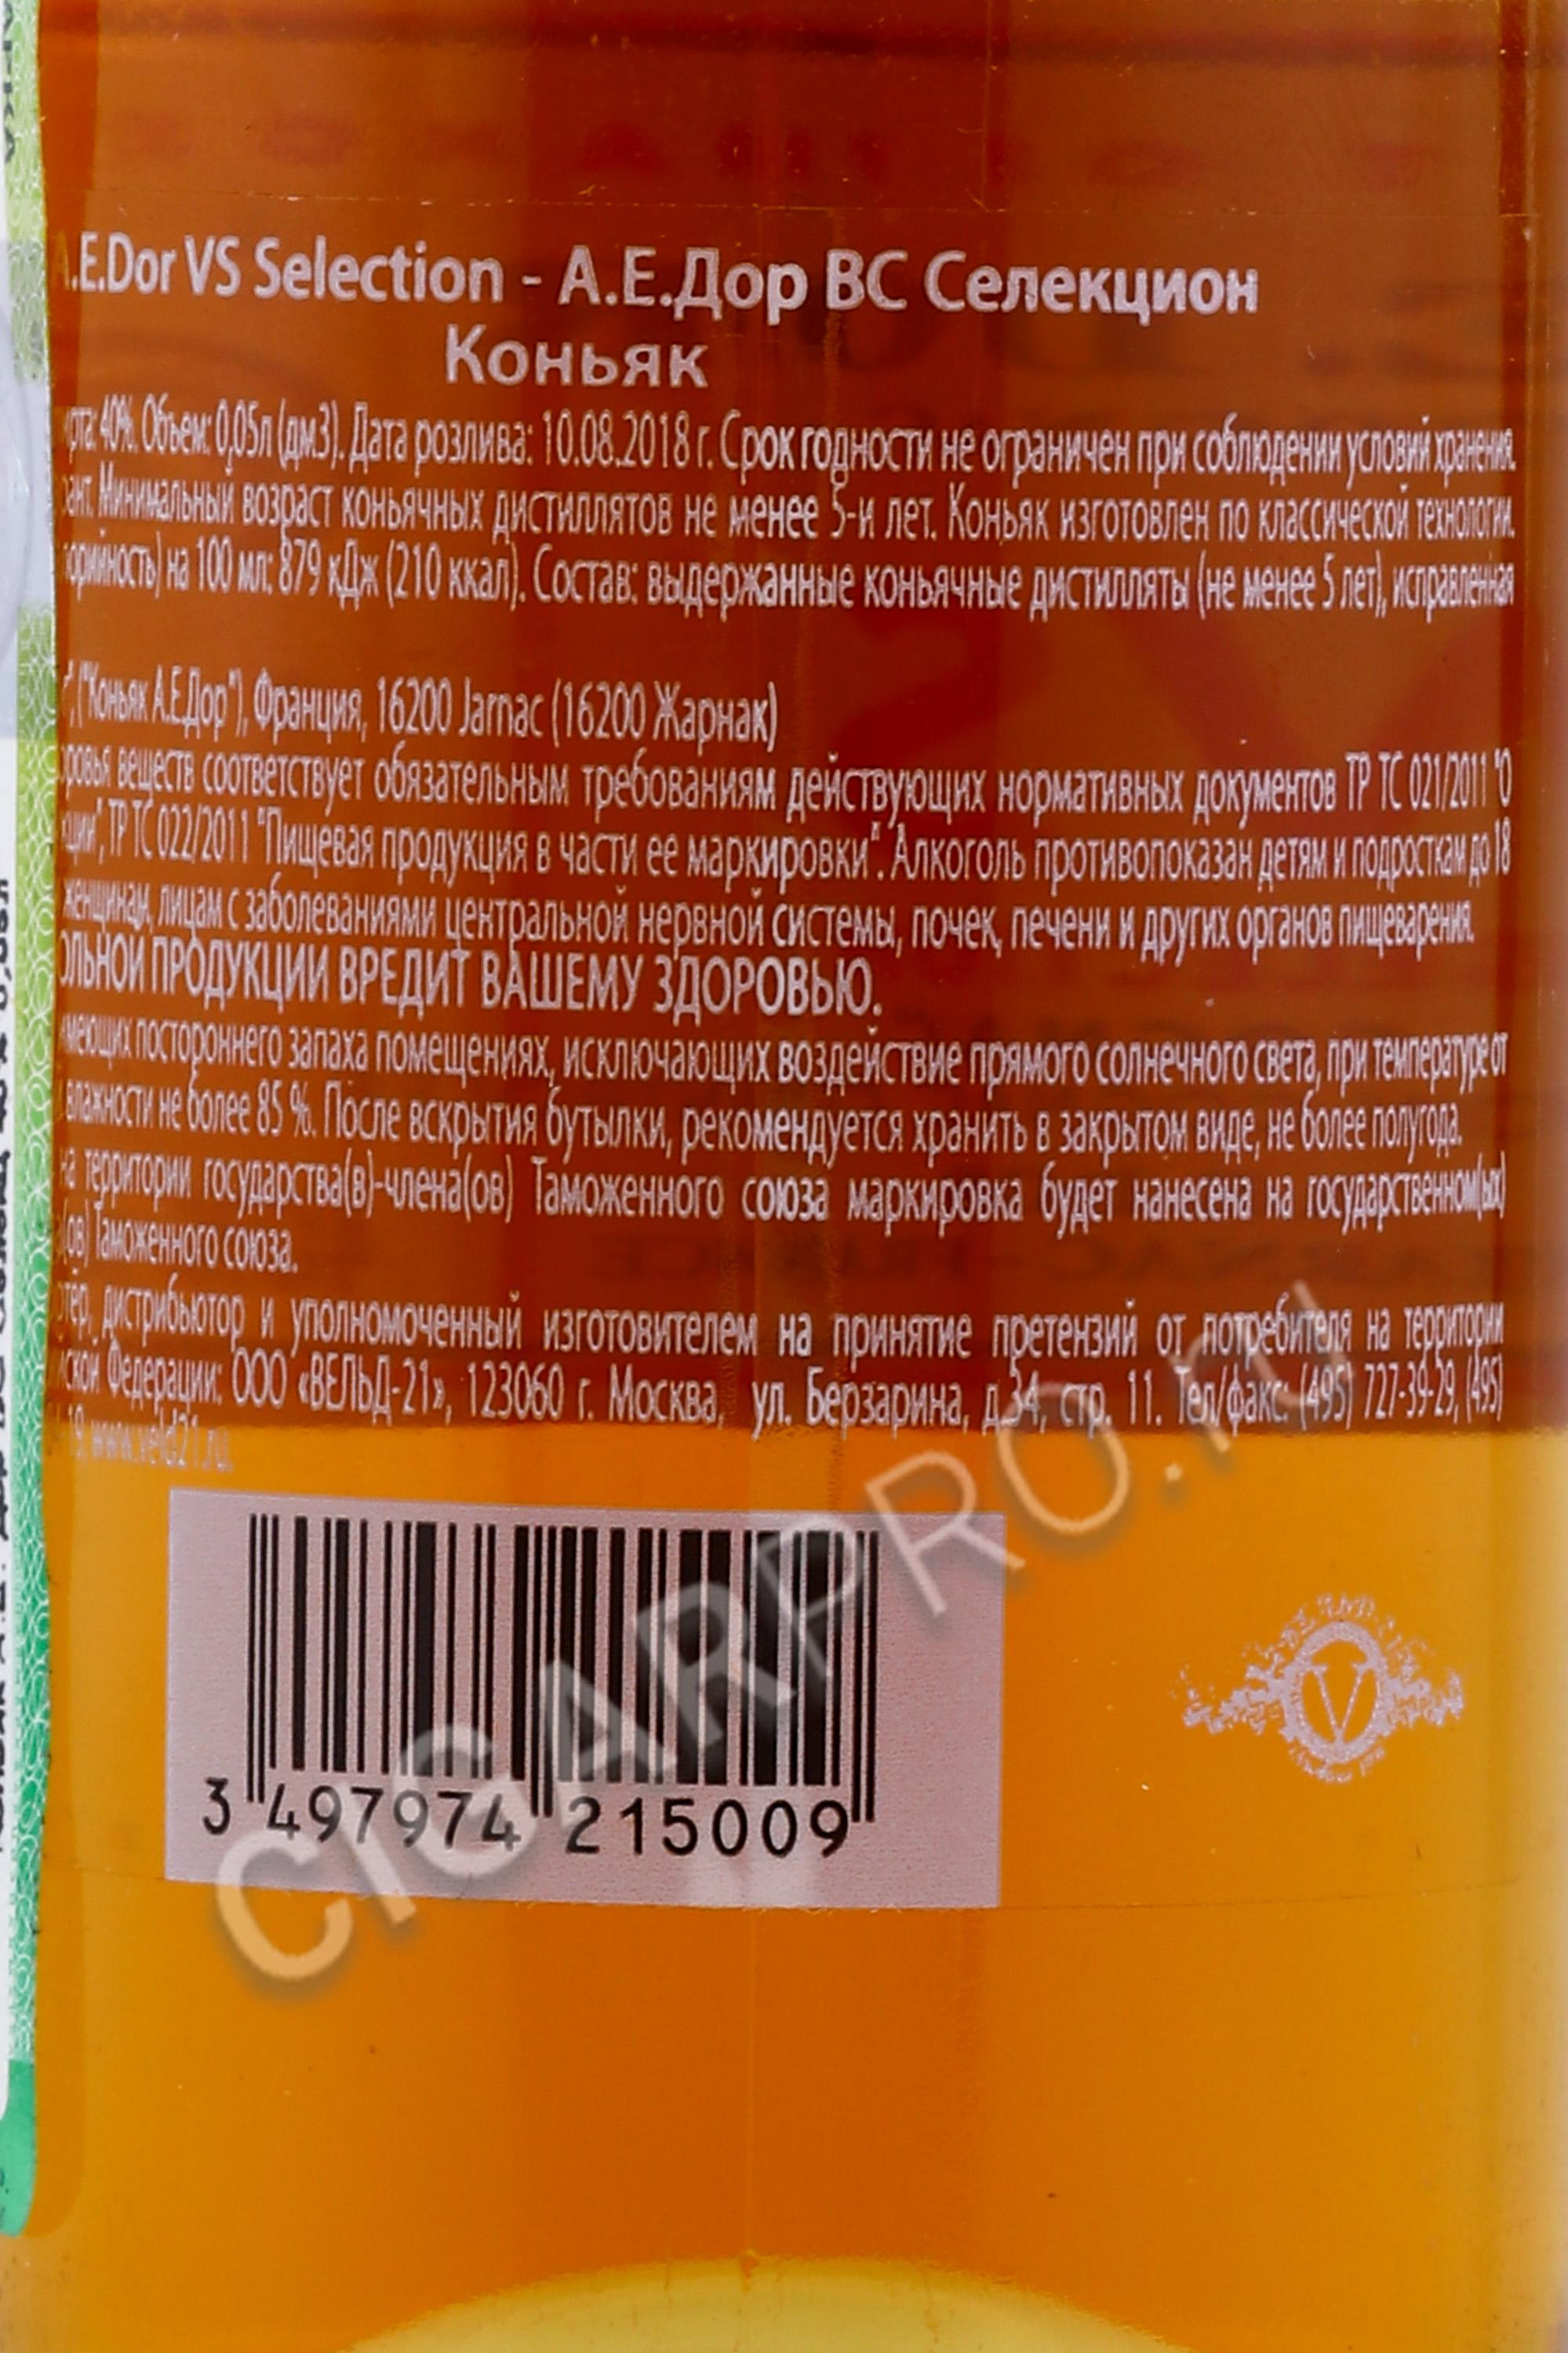 .E.Dor VS Selection - А.Е.Дор ВС Селекцион
Коньяк
40%. Объем: 0,05л (дм3). Дата розлива: 10.08.2018 г. Срок годности не ограничен при соблюдении условий хранения.
Минимальный возраст коньячных дистиллятов не менее 5-и лет. Коньяк изготовлен по классической технологии.
на 100 мл: 879 кДж (210 ккал). Состав: выдержанные коньячные дистилляты (не менее 5 лет), исправленная
("Коньяк А.Е.Дор"), Франция, 16200 Jarnac (16200 Жарнак)
веществ соответствует обязательным требованиям действующих нормативных документов ТР ТС 021/2011 "О
ции", ТР ТС 022/2011 "Пищевая продукция в части ее маркировки". Алкоголь противопоказан детям и подросткам до 18
женщинам, лицам с заболеваниями центральной нервной системы, почек, печени и других органов пищеварения.
ОЛЬНОЙ ПРОДУКЦИИ ВРЕДИТ ВАШЕМУ ЗДОРОВЬЮ.
имеющих постороннего запаха помещениях, исключающих воздействие прямого солнечного света, при температуре от
влажности не более 85 %. После вскрытия бутылки, рекомендуется хранить в закрытом виде, не более полугода.
на территории государства(в)-члена(ов) Таможенного союза маркировка будет нанесена на государственном(ых)
(ов) Таможенного союза.
тёр, дистрибьютор и уполномоченный изготовителем на принятие претензий от потребителя на территории
ской Федерации: ООО «ВЕЛЬД-21», 123060 г. Москва, ул. Берзарина, д.34, стр. 11. Тел/факс: (495) 727-39-29, (495)
19. www.veld21.ru.
3 497974 215009
V
CIGARPRO.ru